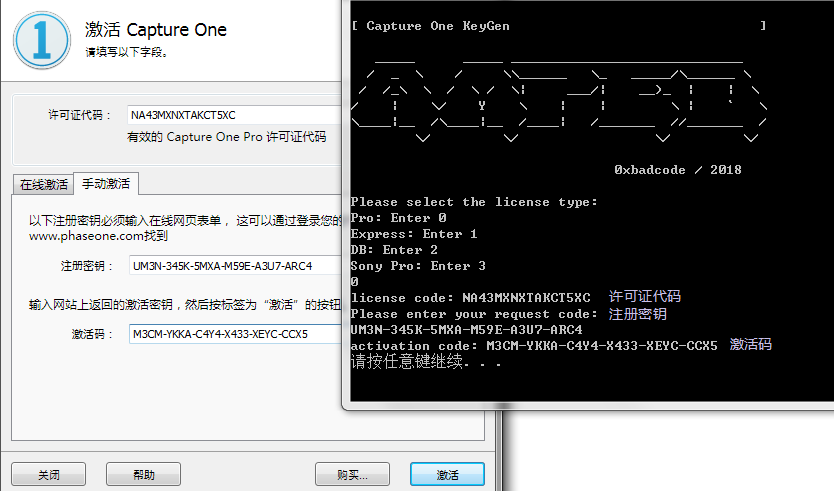 激活 Capture One
请填写以下字段。
许可证代码：
NA43MXNXTAKCT5XC
有效的 Capture One Pro 许可证代码
在线激活
手动激活
以下注册密钥必须输入在线网页表单，这可以通过登录您的
www.phaseone.com找到
注册密钥：
UM3N-345K-5MXA-M59E-A3U7-ARC4
输入网站上返回的激活密钥，然后按标签为“激活”的按钮
激活码：
M3CM-YKKA-C4Y4-X433-XEYC-CCX5
关闭
帮助
购买...
激活
[ Capture One KeyGen ]
0xbadcode / 2018
Please select the license type:
Pro: Enter 0
Express: Enter 1
DB: Enter 2
Sony Pro: Enter 3
0
license code: NA43MXNXTAKCT5XC 许可证代码
Please enter your request code: 注册密钥
UM3N-345K-5MXA-M59E-A3U7-ARC4
activation code: M3CM-YKKA-C4Y4-X433-XEYC-CCX5 激活码
请按任意键继续. . .